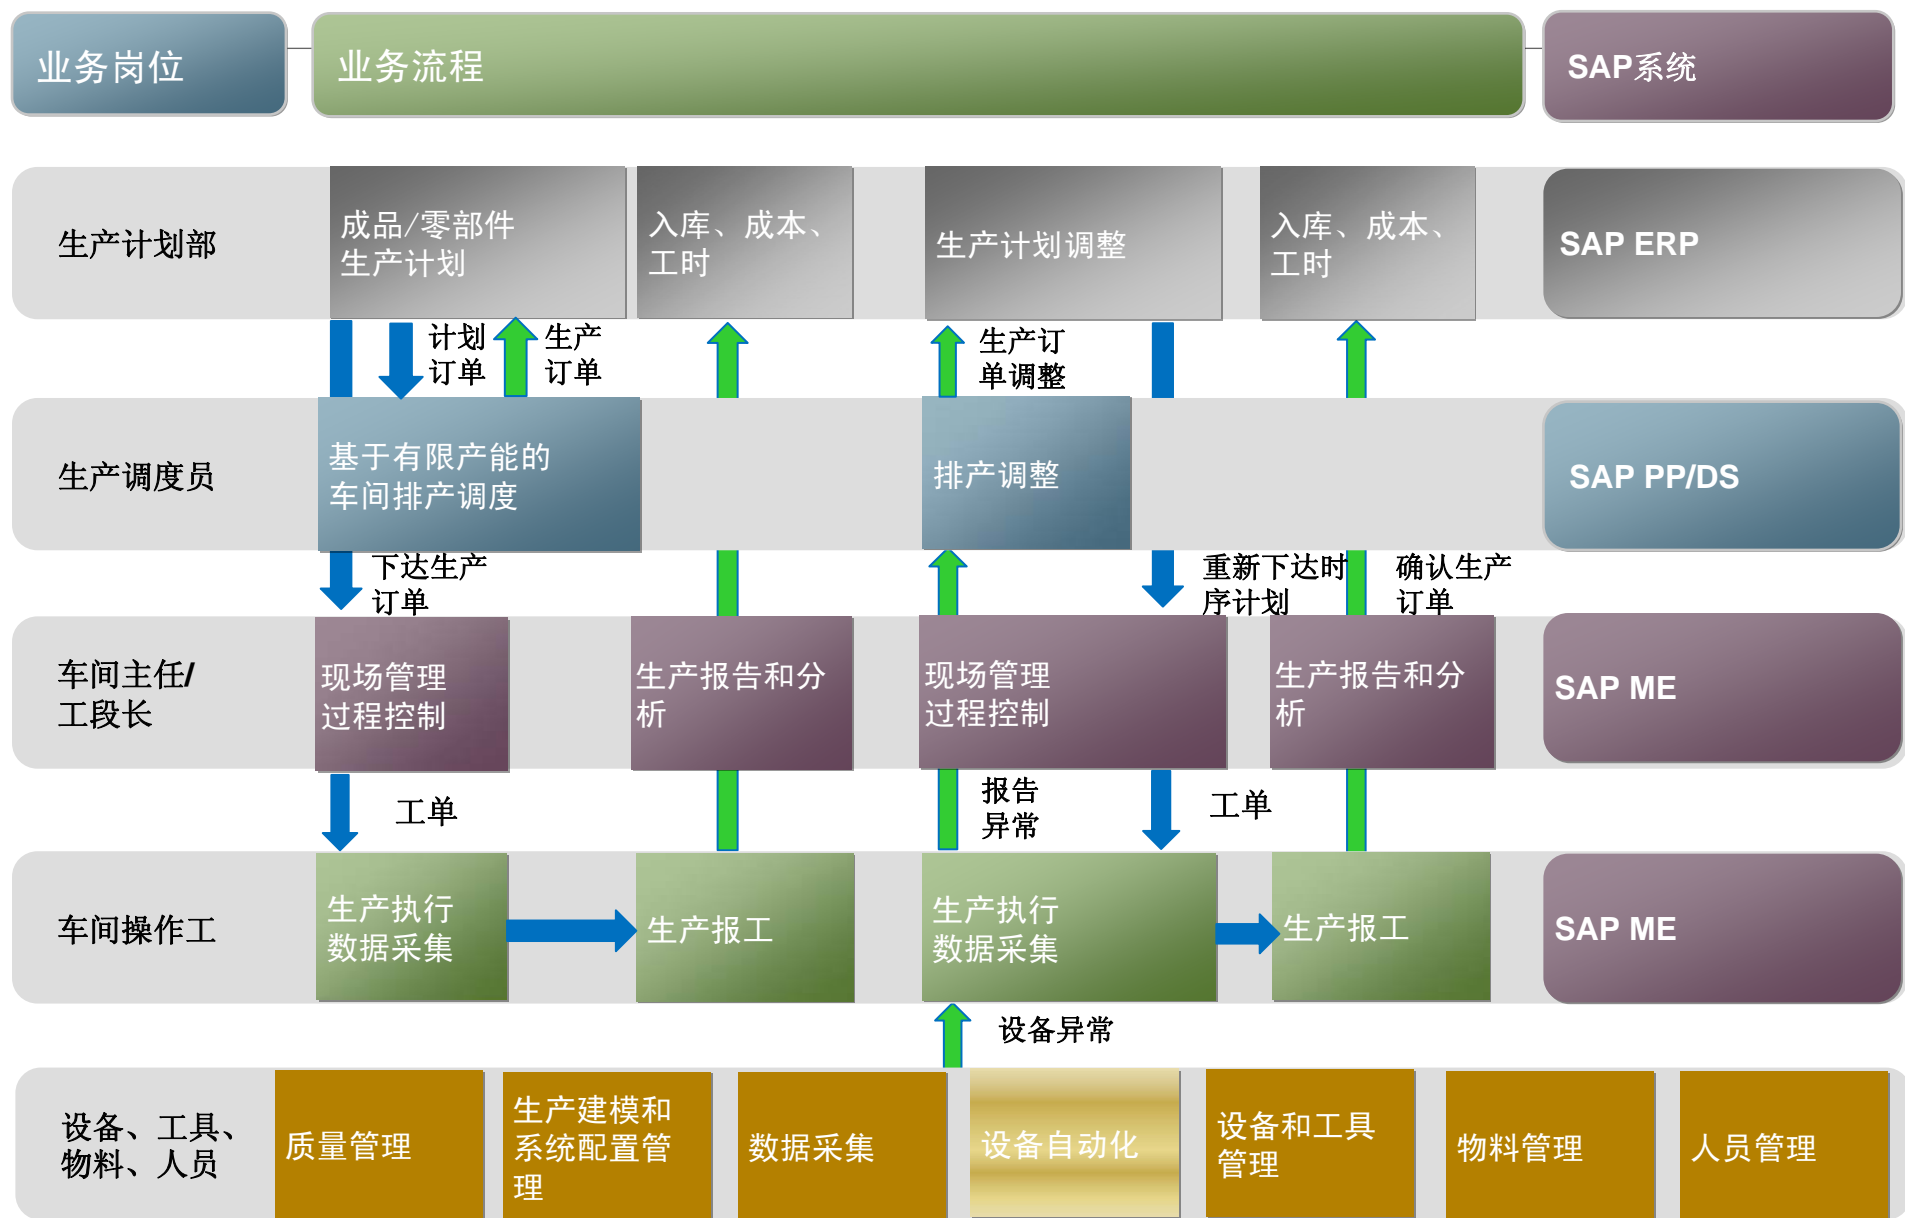 业务岗位
业务流程
SAP系统
生产计划部
成品/零部件
生产计划
入库、成本、
工时
生产计划调整
入库、成本、
工时
SAP ERP
计划
订单
生产
订单
生产订
单调整
生产调度员
基于有限产能的
车间排产调度
排产调整
SAP PP/DS
下达生产
订单
重新下达时
序计划
确认生产
订单
车间主任/
工段长
现场管理
过程控制
生产报告和分
析
现场管理
过程控制
生产报告和分
析
SAP ME
工单
报告
异常
工单
车间操作工
生产执行
数据采集
生产报工
生产执行
数据采集
生产报工
SAP ME
设备异常
设备、工具、
物料、人员
质量管理
生产建模和
系统配置管
理
数据采集
设备自动化
设备和工具
管理
物料管理
人员管理